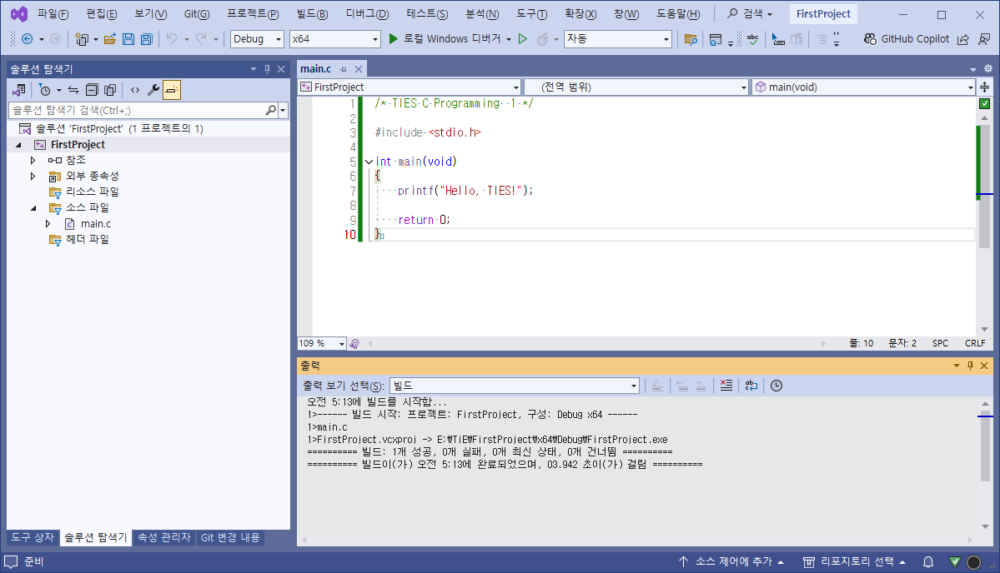 파일(F) 편집(E) 보기(V) Git(G) 프로젝트(P) 빌드(B) 디버그(D) 테스트(S) 분석(N) 도구(T) 확장(X) 창(W) 도움말(H) 검색 FirstProject
Debug x64 로컬 Windows 디버거 자동 GitHub Copilot
솔루션 탐색기
솔루션 탐색기 검색(Ctrl+;)
솔루션 'FirstProject' (1 프로젝트의 1)
FirstProject
참조
외부 종속성
리소스 파일
소스 파일
main.c
헤더 파일
도구 상자 솔루션 탐색기 속성 관리자 Git 변경 내용
main.c
FirstProject (전역 범위) main(void)
1 /* TIES C Programming - 1 */
2
3 #include <stdio.h>
4
5 int main(void)
6 {
7 printf("Hello, TIES!");
8
9 return 0;
10 }
109 % 줄: 10 문자: 2 SPC CRLF
출력
출력 보기 선택(S): 빌드
오전 5:13에 빌드를 시작함...
1>------ 빌드 시작: 프로젝트: FirstProject, 구성: Debug x64 ------
1>main.c
1>FirstProject.vcxproj -> E:\TiE\FirstProject\x64\Debug\FirstProject.exe
========== 빌드: 1개 성공, 0개 실패, 0개 최신 상태, 0개 건너뜀 ==========
========== 빌드이(가) 오전 5:13에 완료되었으며, 03.942 초이(가) 걸림 ==========
준비 소스 제어에 추가 리포지토리 선택